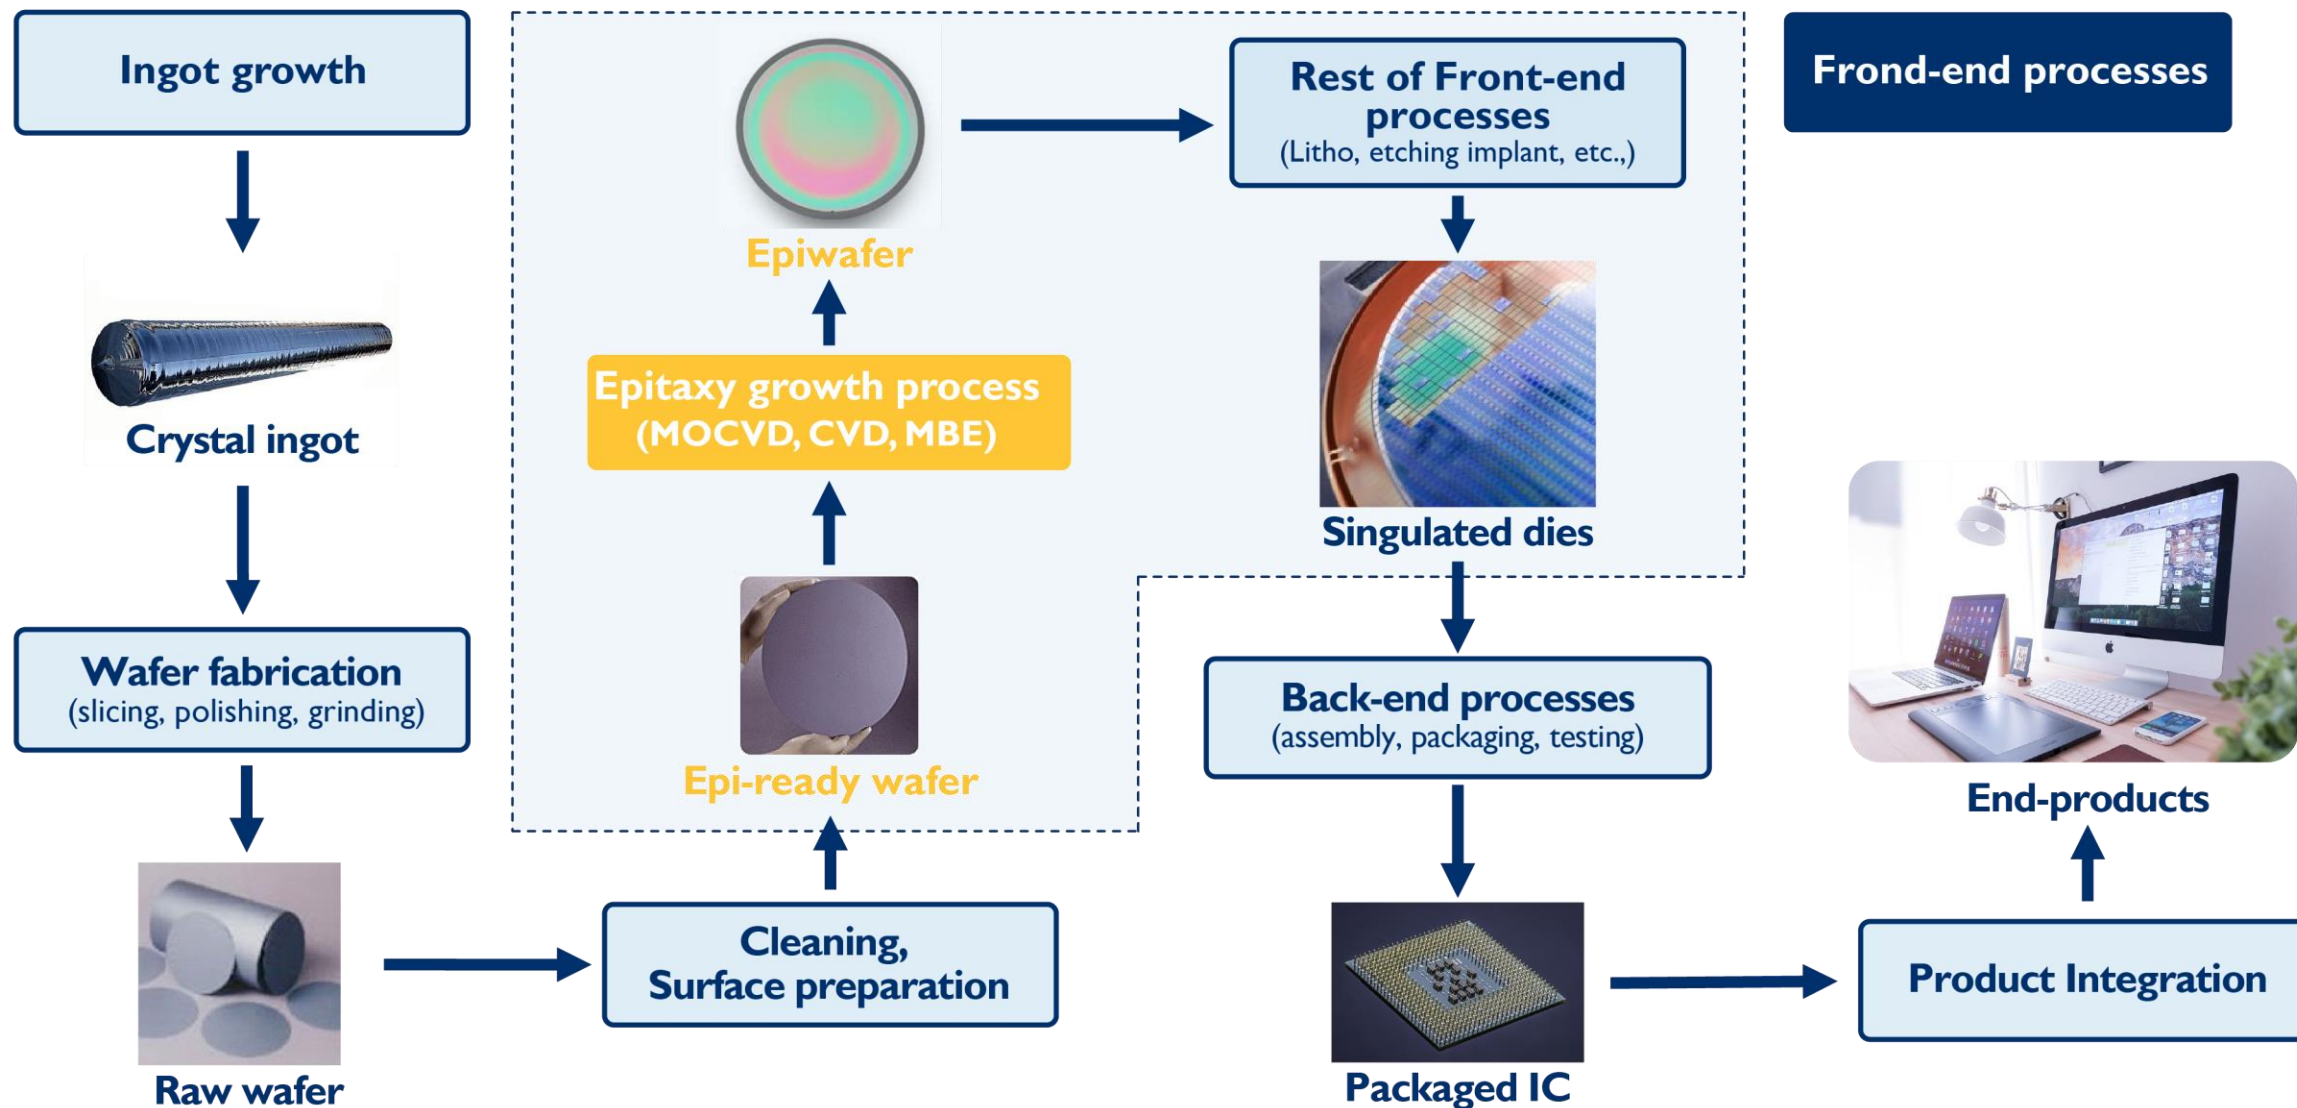 Ingot growth
Crystal ingot
Wafer fabrication
(slicing, polishing, grinding)
Raw wafer
Cleaning,
Surface preparation
Epi-ready wafer
Epitaxy growth process
(MOCVD, CVD, MBE)
Epiwafer
Rest of Front-end
processes
(Litho, etching implant, etc.,)
Singulated dies
Back-end processes
(assembly, packaging, testing)
Packaged IC
Product Integration
End-products
Frond-end processes